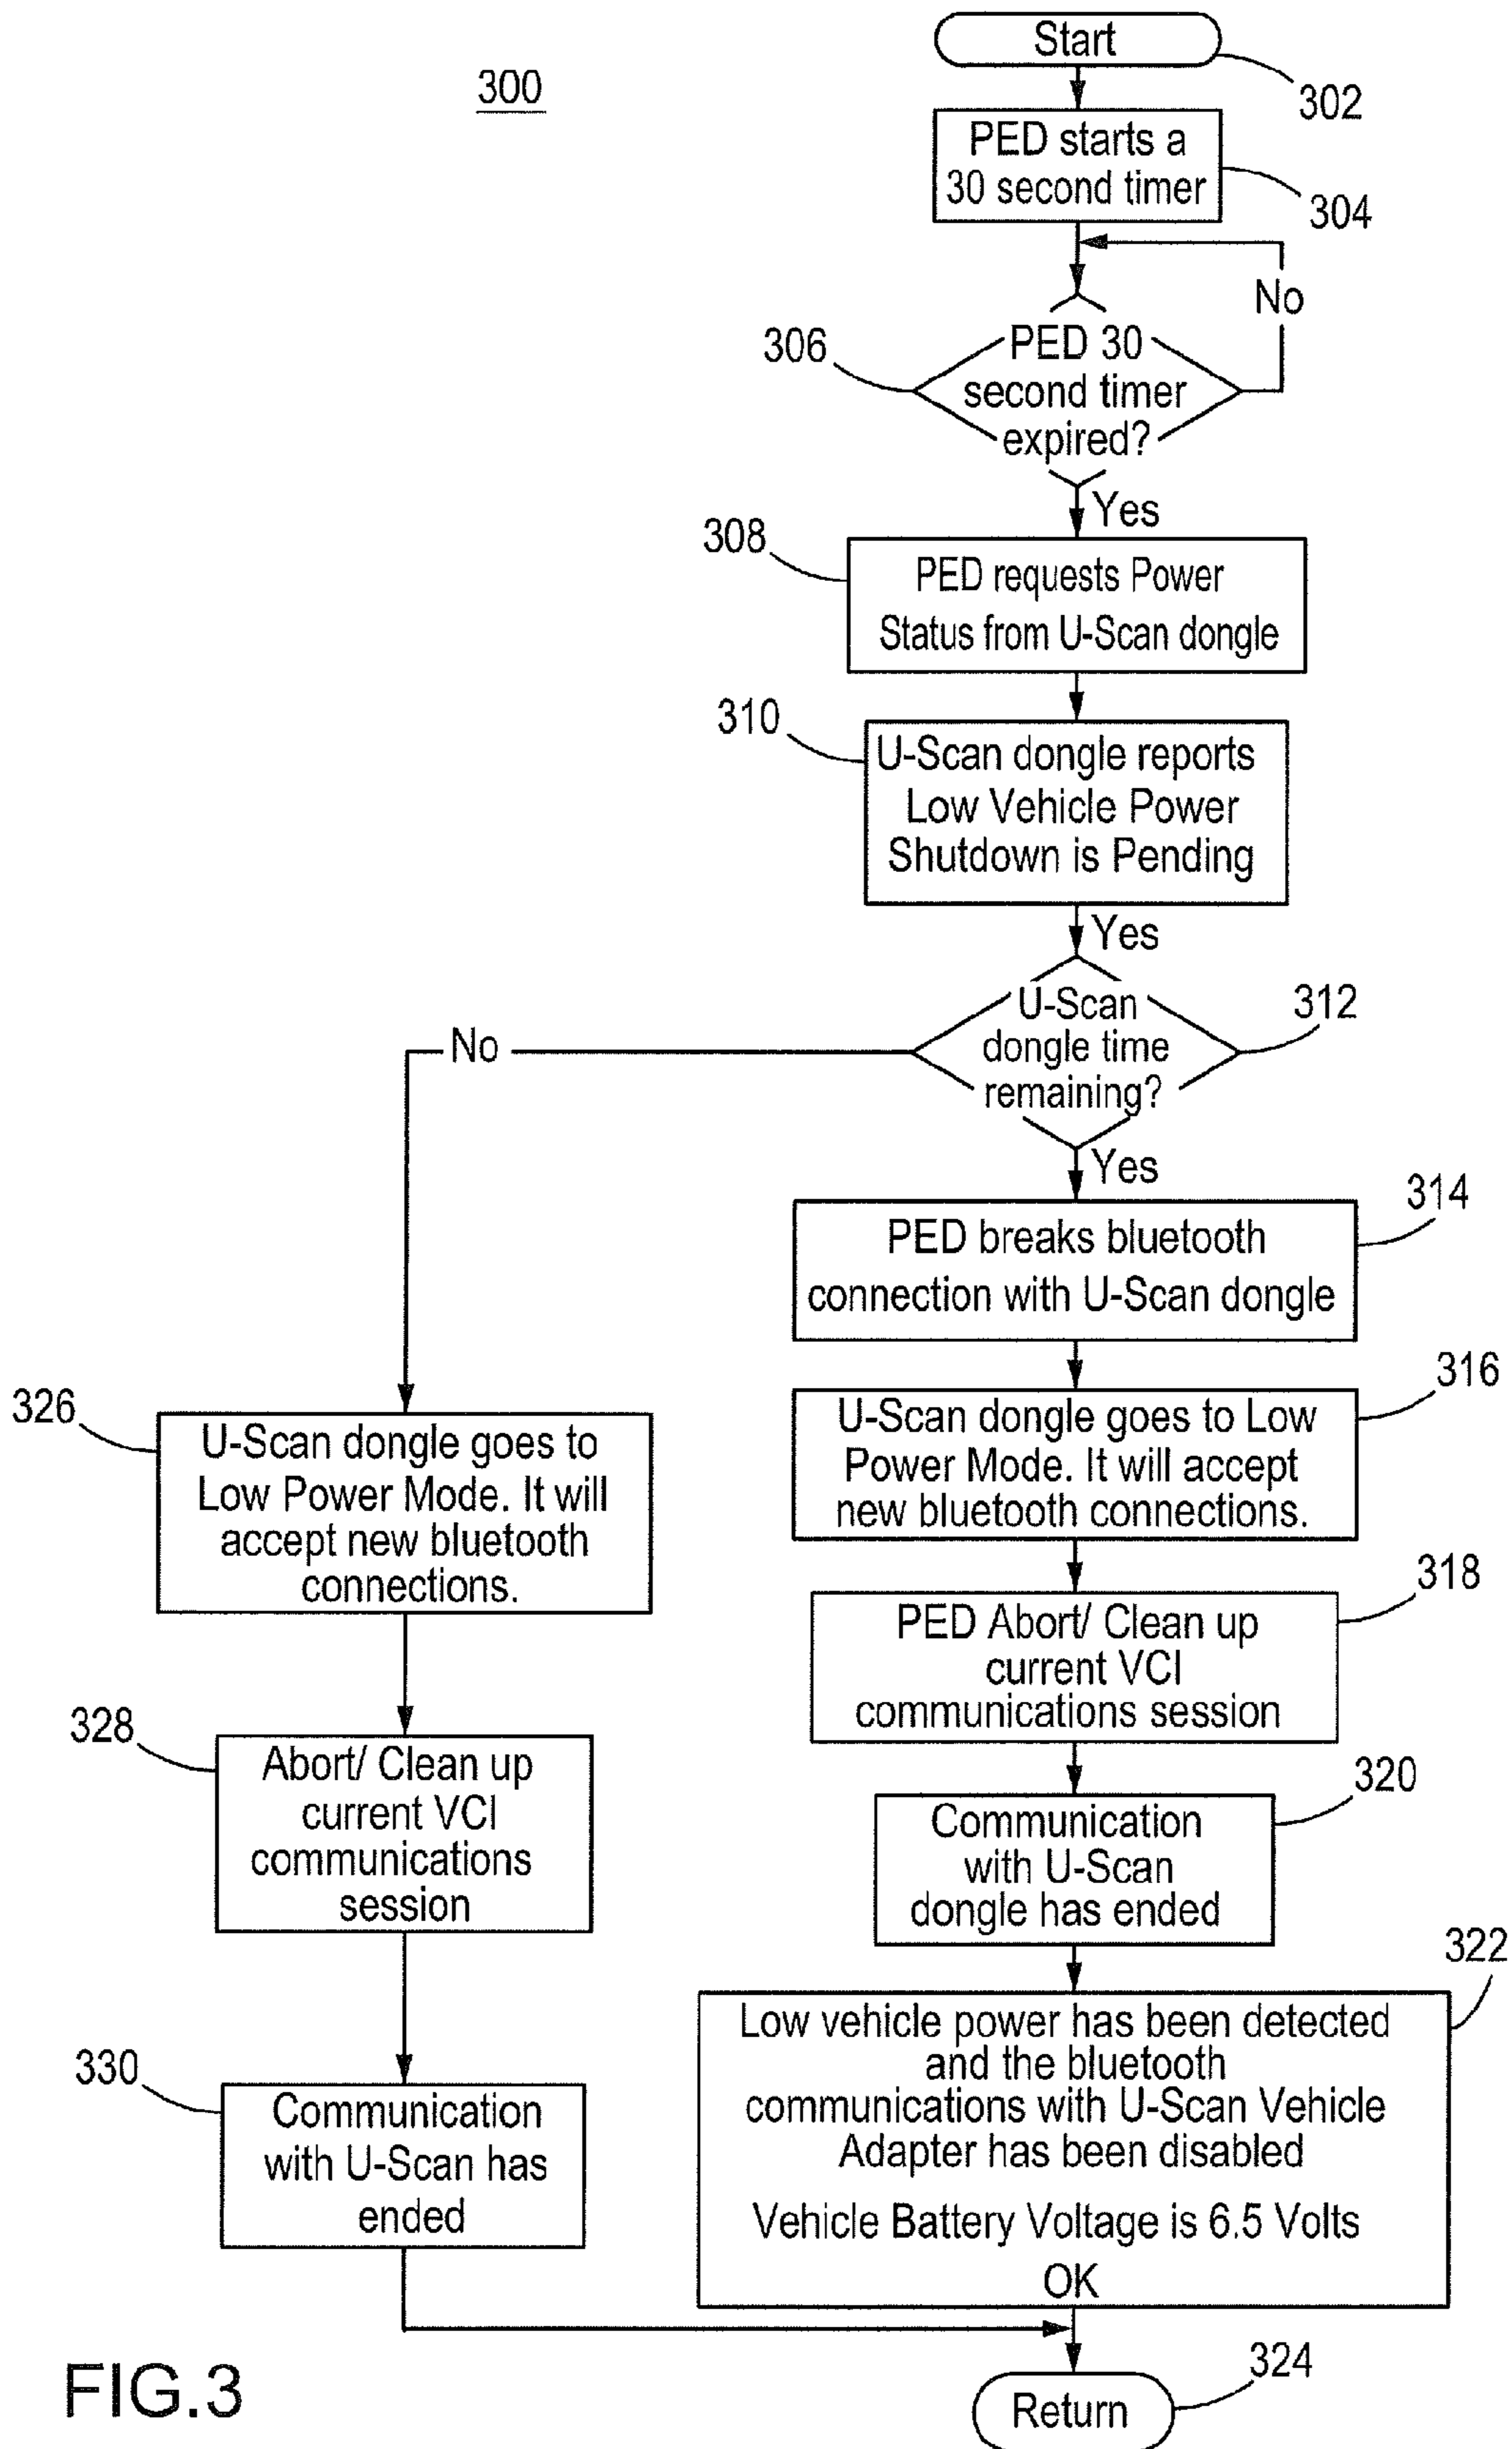 300
Start
302
PED starts a
30 second timer
304
No
306
PED 30
second timer
expired?
Yes
308
PED requests Power
Status from U-Scan dongle
310
U-Scan dongle reports
Low Vehicle Power
Shutdown is Pending
Yes
312
U-Scan
dongle time
remaining?
No
Yes
314
PED breaks bluetooth
connection with U-Scan dongle
316
U-Scan dongle goes to Low
Power Mode. It will accept
new bluetooth connections.
318
PED Abort/ Clean up
current VCI
communications session
320
Communication
with U-Scan
dongle has ended
322
Low vehicle power has been detected
and the bluetooth
communications with U-Scan Vehicle
Adapter has been disabled
Vehicle Battery Voltage is 6.5 Volts
OK
326
U-Scan dongle goes to
Low Power Mode. It will
accept new bluetooth
connections.
328
Abort/ Clean up
current VCI
communications
session
330
Communication
with U-Scan has
ended
324
Return
FIG.3